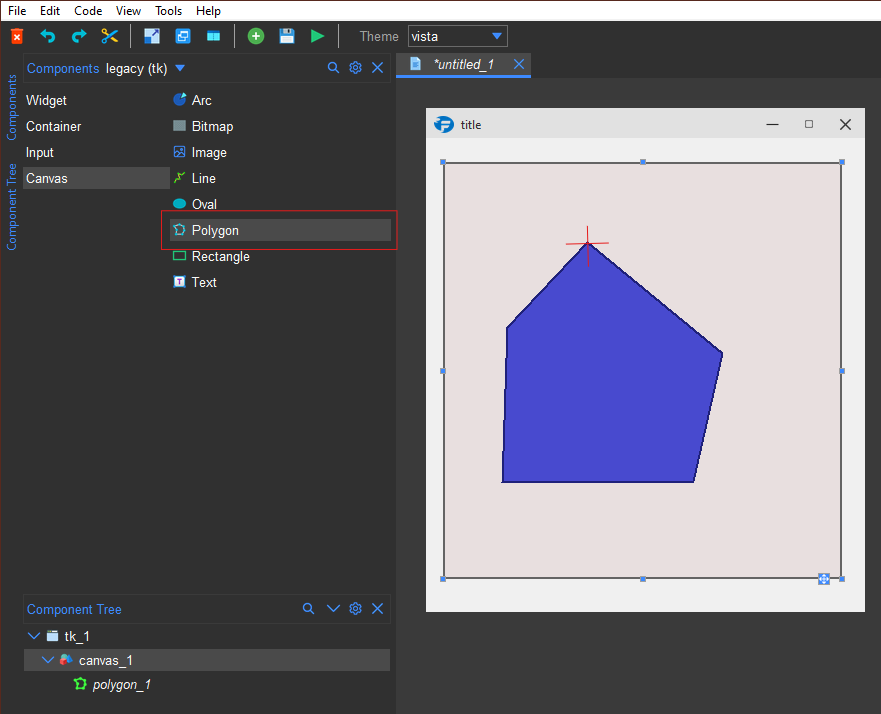 File Edit Code View Tools Help
Theme vista
Components legacy (tk)
*untitled_1
Components
Component Tree
Widget
Container
Input
Canvas
Arc
Bitmap
Image
Line
Oval
Polygon
Rectangle
T Text
title
Component Tree
tk_1
canvas_1
polygon_1